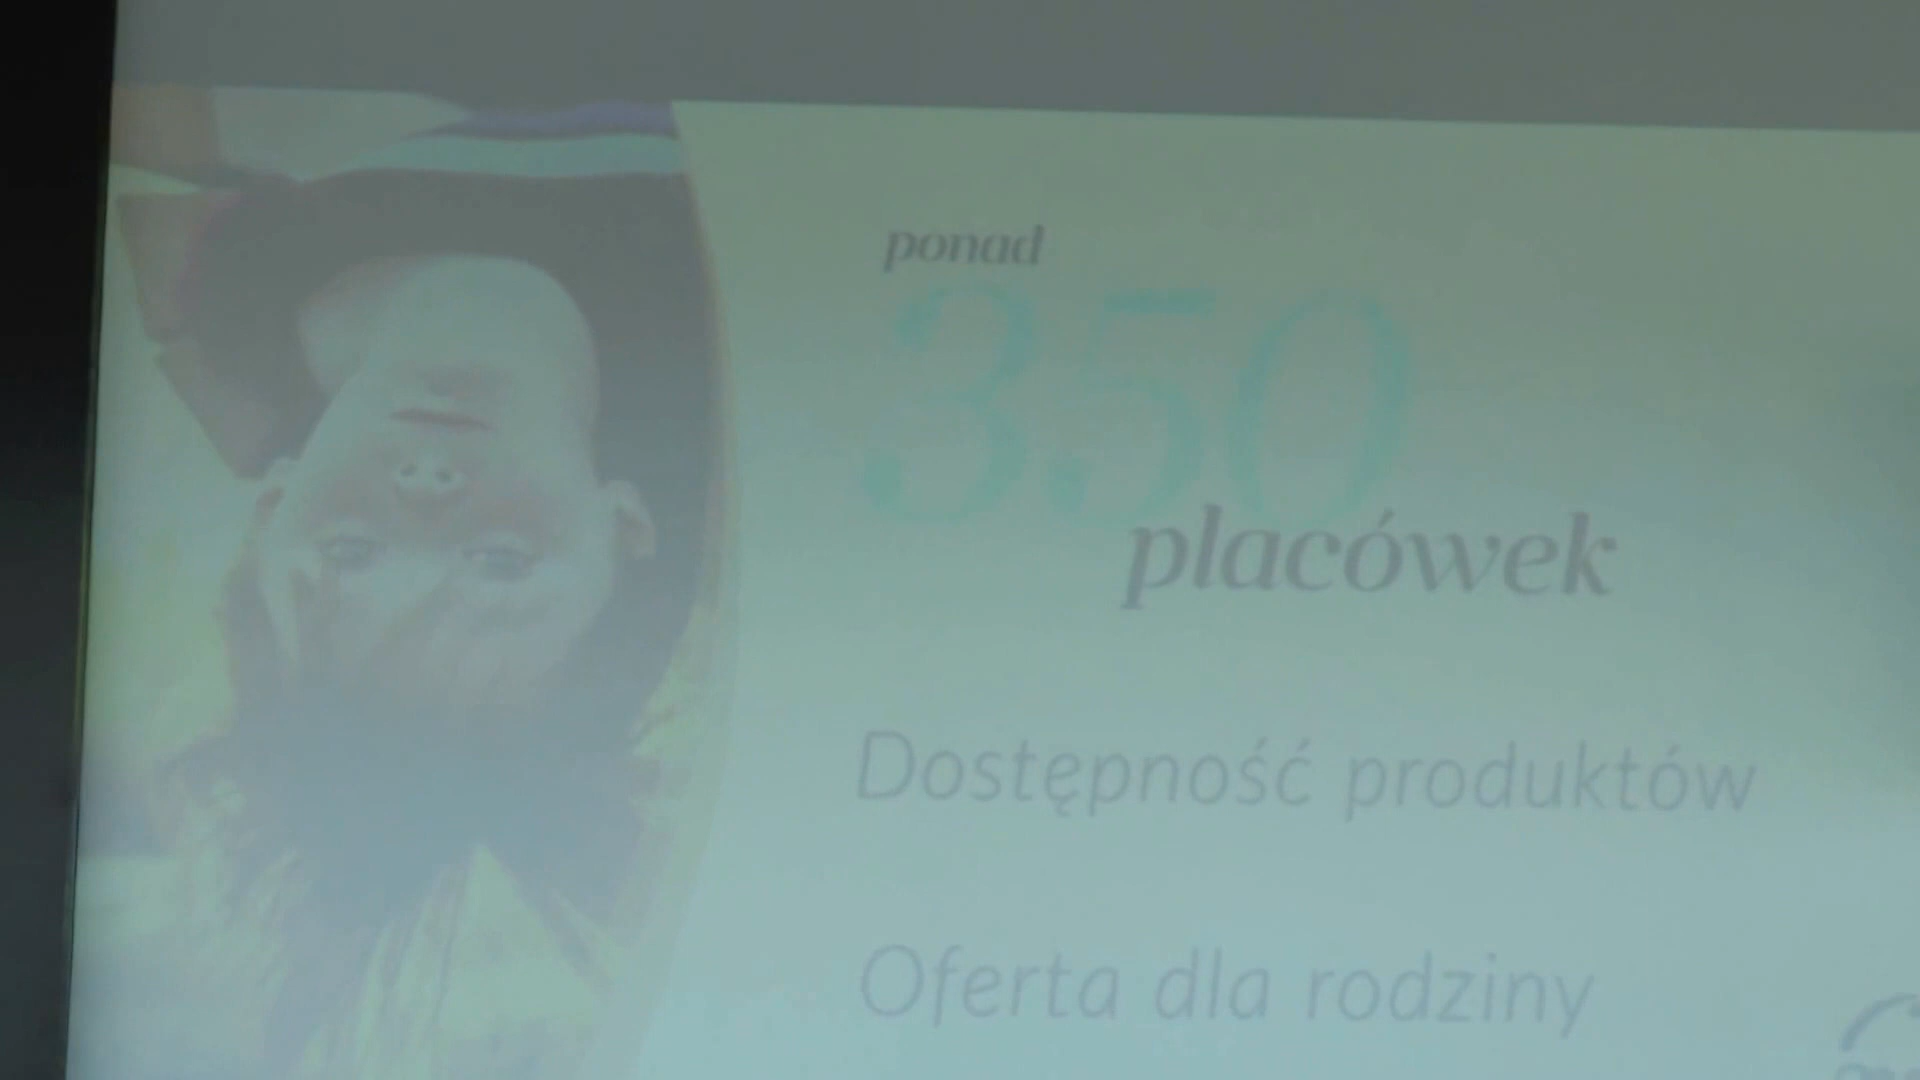 ponad
350
placówek
Dostępność produktów
Oferta dla rodziny